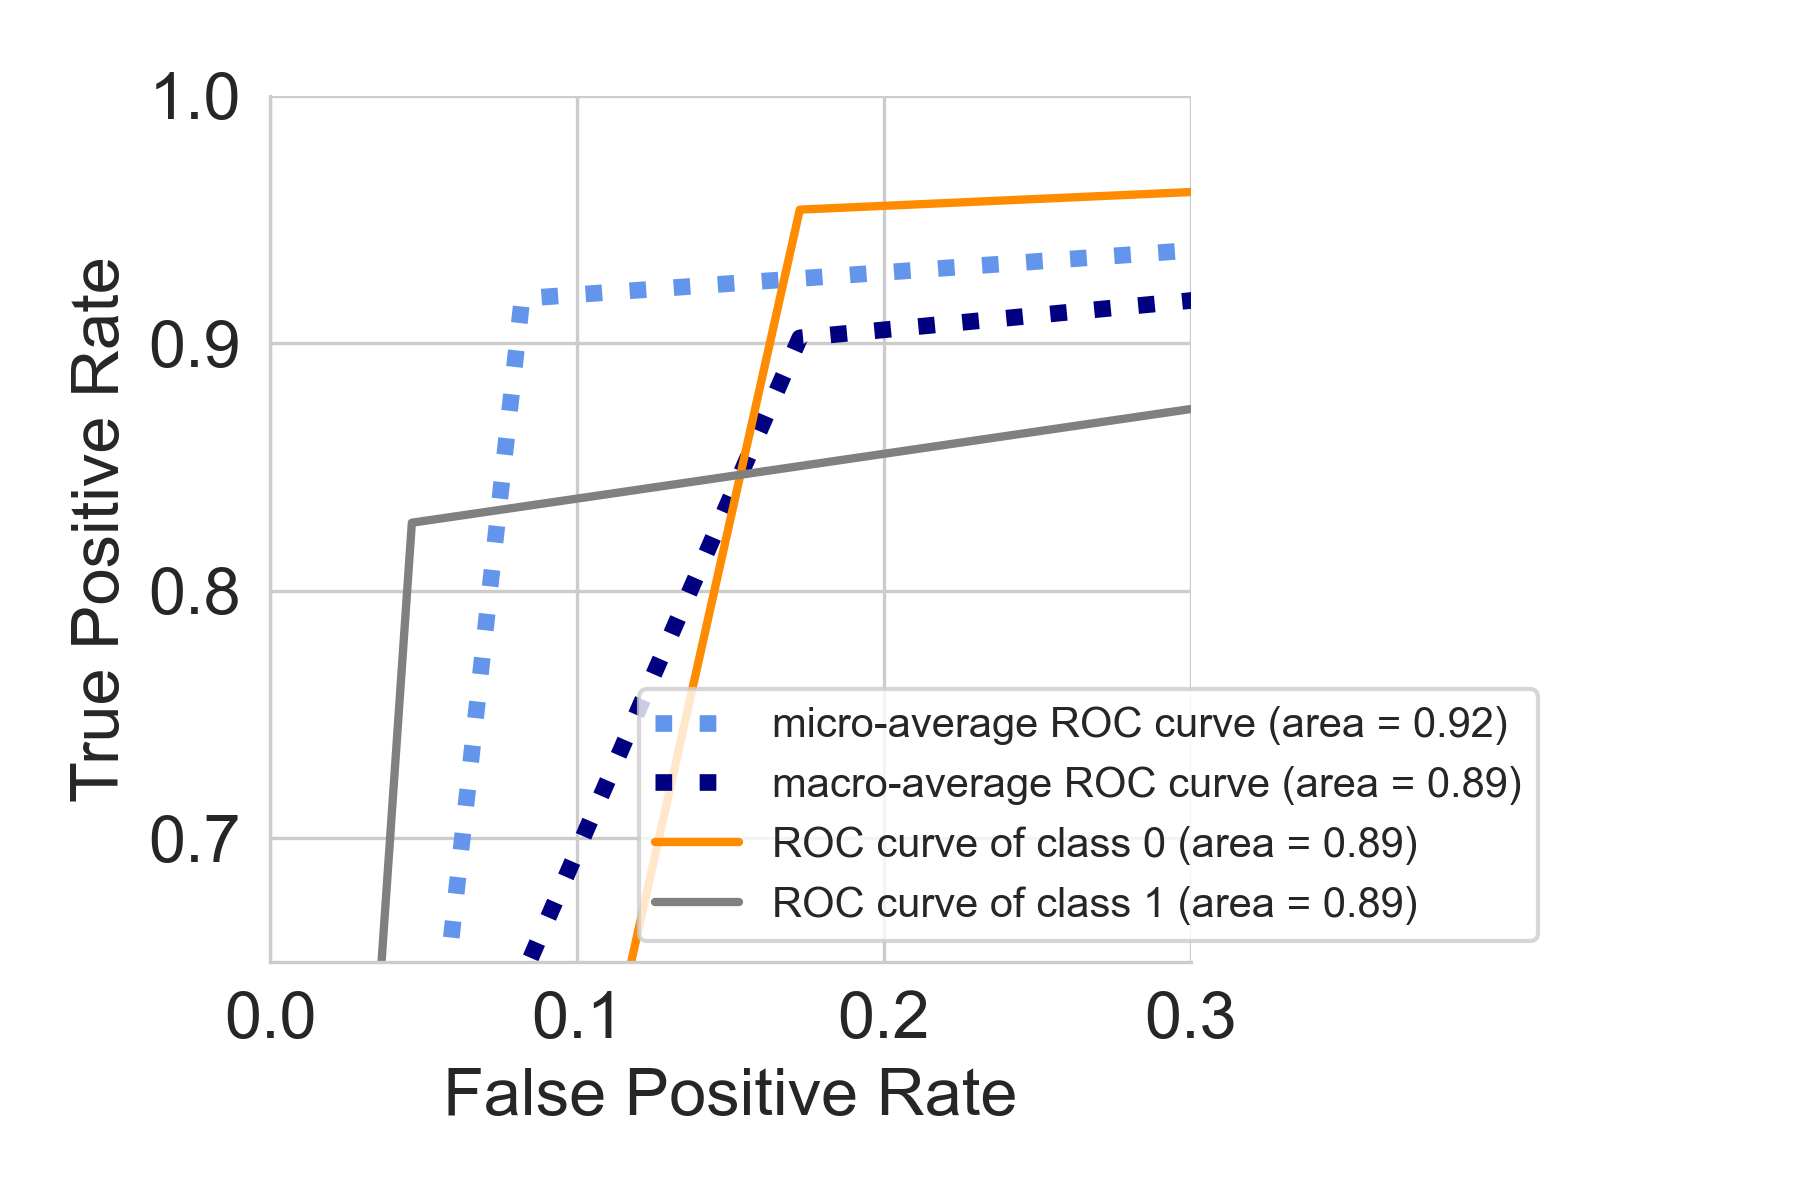 1.0
0.9
0.8
0.7
True Positive Rate
micro-average ROC curve (area = 0.92)
macro-average ROC curve (area = 0.89)
ROC curve of class 0 (area = 0.89)
ROC curve of class 1 (area = 0.89)
0.0 0.1 0.2 0.3
False Positive Rate